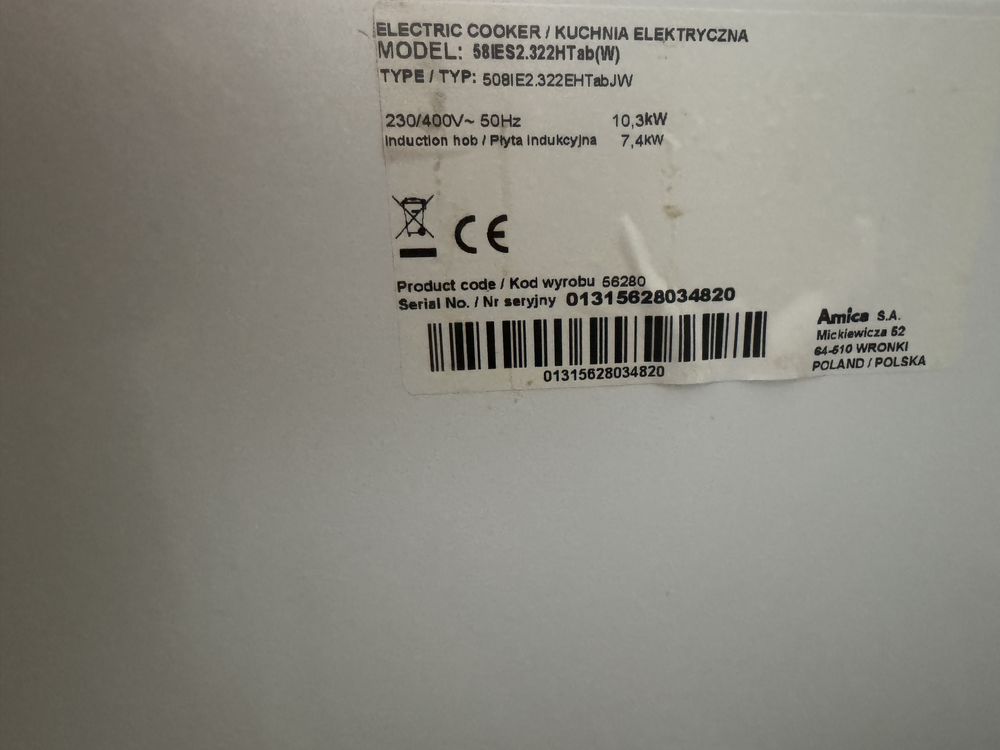 ELECTRIC COOKER / KUCHNIA ELEKTRYCZNA
MODEL: 58IES2.322HTab(W)
TYPE / TYP: 508IE2.322EHTabJW
230/400V~ 50Hz 10,3kW
Induction hob / Płyta indukcyjna 7,4kW
CE
Product code / Kod wyrobu 56280
Serial No. / Nr seryjny 01315628034820
01315628034820
Amica S.A.
Mickiewicza 52
64-510 WRONKI
POLAND / POLSKA